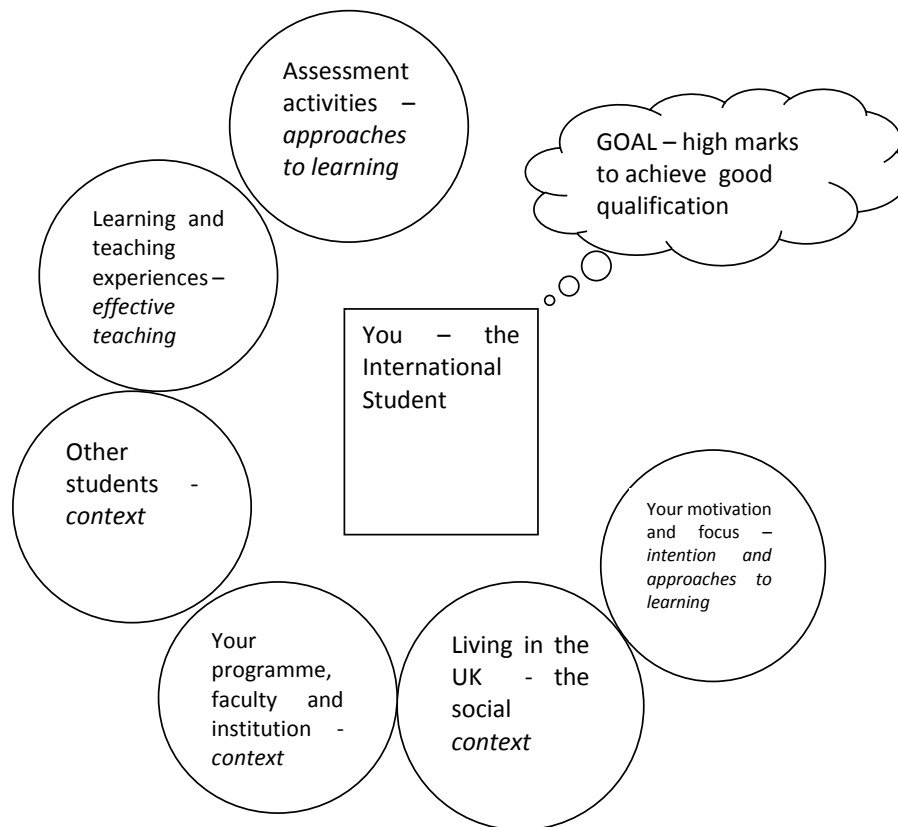 Assessment
activities –
approaches
to learning
GOAL – high marks
to achieve good
qualification
Learning and
teaching
experiences –
effective
teaching
You – the
International
Student
Other
students -
context
Your motivation
and focus –
intention and
approaches to
learning
Your
programme,
faculty and
institution -
context
Living in the
UK - the
social
context